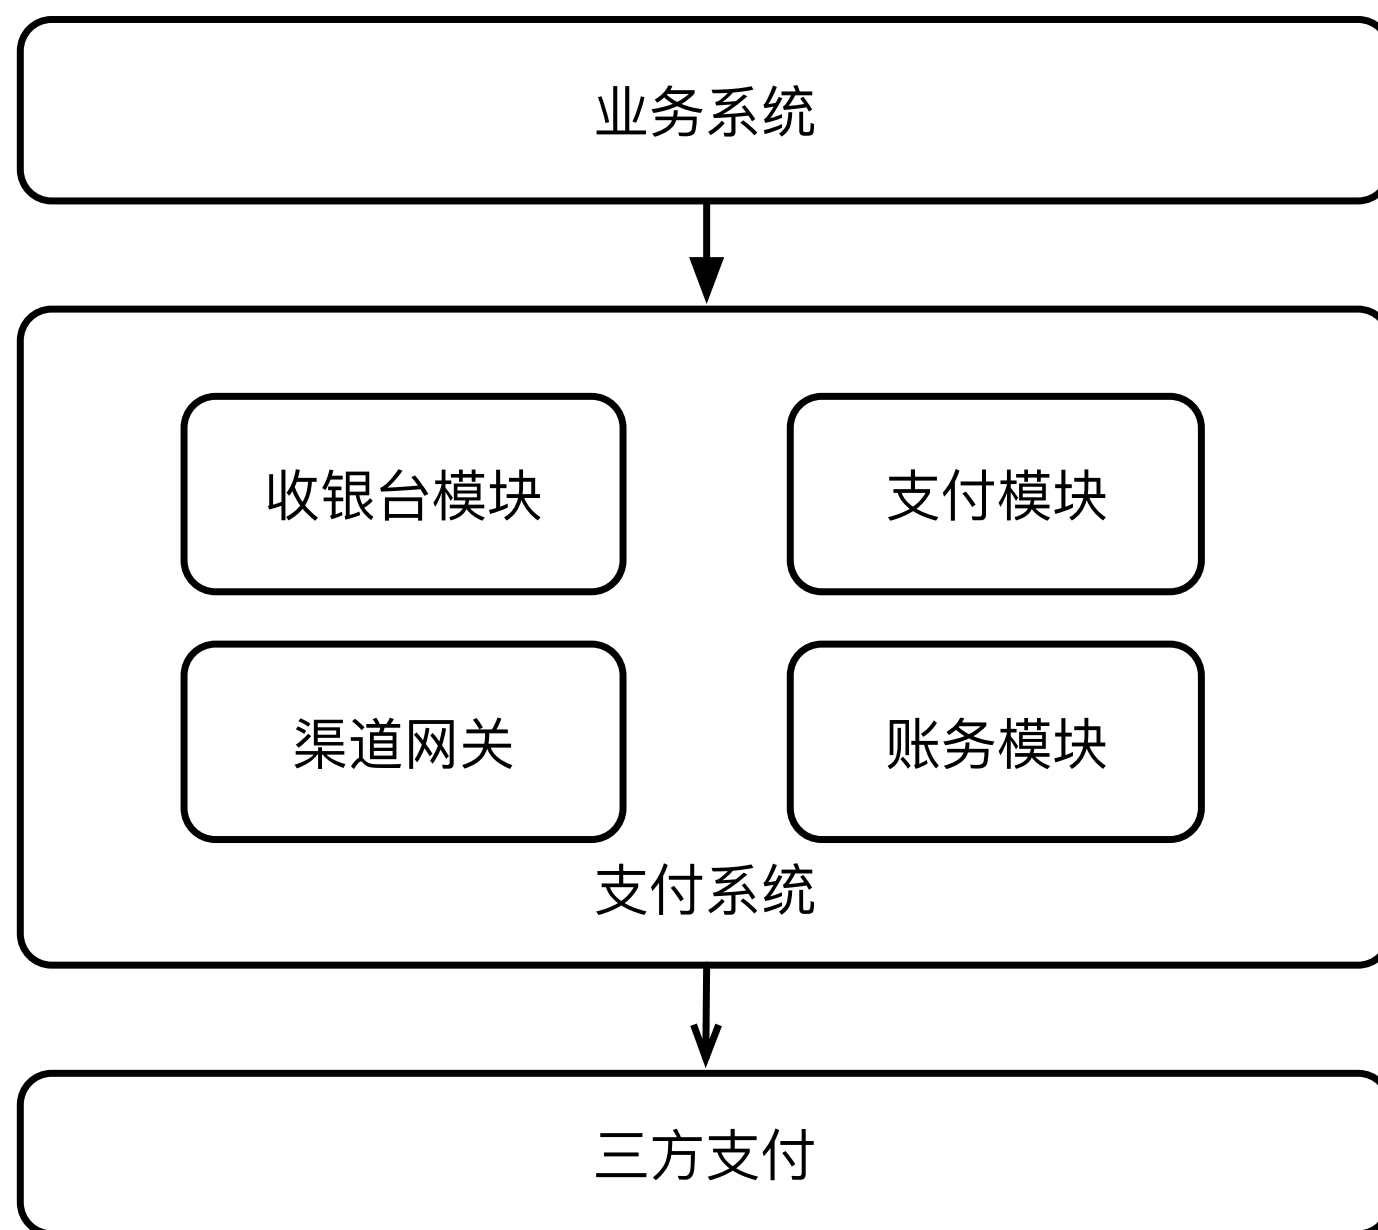 业务系统
收银台模块
支付模块
渠道网关
账务模块
支付系统
三方支付